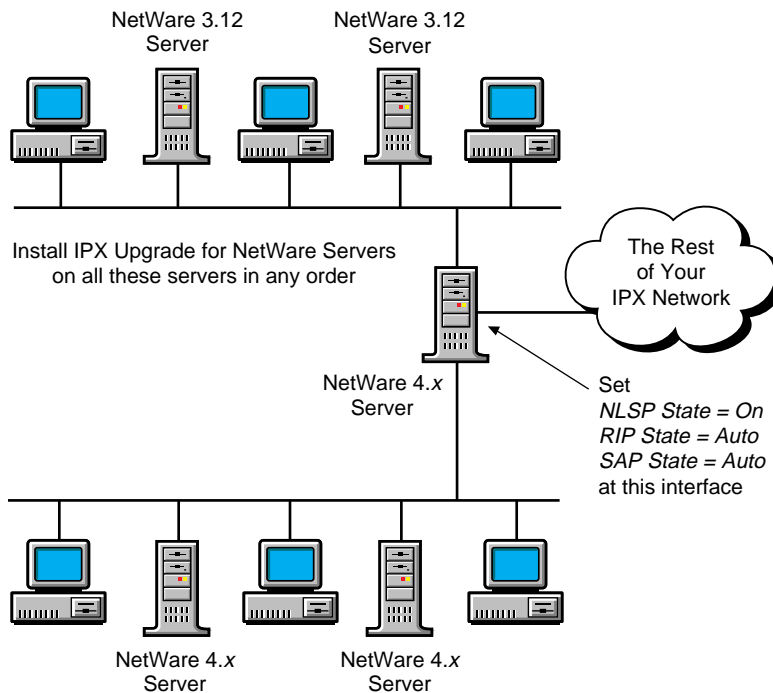 NetWare 3.12
Server
NetWare 3.12
Server
Install IPX Upgrade for NetWare Servers
on all these servers in any order
The Rest
of Your
IPX Network
NetWare 4.x
Server
Set
NLSP State = On
RIP State = Auto
SAP State = Auto
at this interface
NetWare 4.x
Server
NetWare 4.x
Server